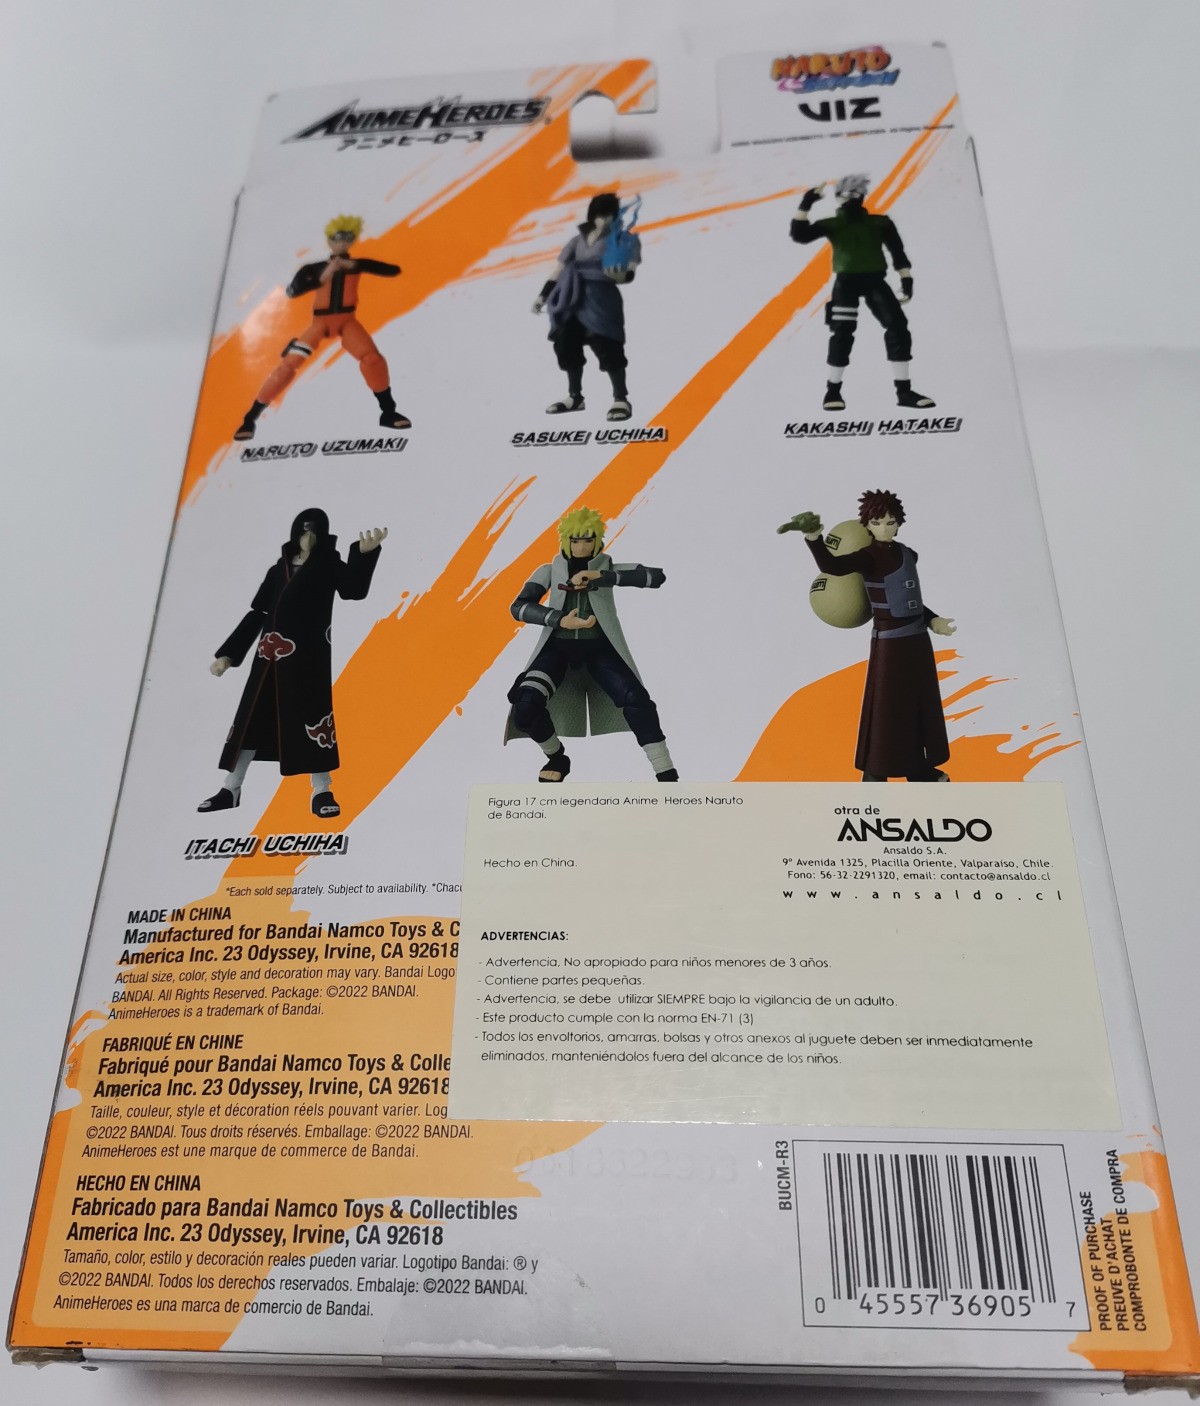 ANIMEHEROES
アニメヒーローズ
NARUTO
SHIPPUDEN
VIZ
NARUTO UZUMAKI
SASUKE UCHIHA
KAKASHI HATAKE
ITACHI UCHIHA
*Each sold separately. Subject to availability. *Chacu
MADE IN CHINA
Manufactured for Bandai Namco Toys & C
America Inc. 23 Odyssey, Irvine, CA 92618
Actual size, color, style and decoration may vary. Bandai Logo
BANDAI. All Rights Reserved. Package: ©2022 BANDAI.
AnimeHeroes is a trademark of Bandai.
FABRIQUÉ EN CHINE
Fabriqué pour Bandai Namco Toys & Colle
America Inc. 23 Odyssey, Irvine, CA 92618
Taille, couleur, style et décoration réels pouvant varier. Log
©2022 BANDAI. Tous droits réservés. Emballage: ©2022 BANDAI.
AnimeHeroes est une marque de commerce de Bandai.
HECHO EN CHINA
Fabricado para Bandai Namco Toys & Collectibles
America Inc. 23 Odyssey, Irvine, CA 92618
Tamaño, color, estilo y decoración reales pueden variar. Logotipo Bandai: ® y
©2022 BANDAI. Todos los derechos reservados. Embalaje: ©2022 BANDAI.
AnimeHeroes es una marca de comercio de Bandai.
Figura 17 cm legendaria Anime Heroes Naruto
de Bandai.
Hecho en China.
otra de
ANSALDO
Ansaldo S.A.
9° Avenida 1325, Placilla Oriente, Valparaíso, Chile.
Fono: 56-32-2291320, email: contacto@ansaldo.cl
www.ansaldo.cl
ADVERTENCIAS:
- Advertencia, No apropiado para niños menores de 3 años.
- Contiene partes pequeñas.
- Advertencia, se debe utilizar SIEMPRE bajo la vigilancia de un adulto.
- Este producto cumple con la norma EN-71 (3)
- Todos los envoltorios, amarras, bolsas y otros anexos al juguete deben ser inmediatamente
eliminados, manteniéndolos fuera del alcance de los niños.
BUCM-R3
0 45557 36905 7
PROOF OF PURCHASE
PREUVE D'ACHAT
COMPROBONTE DE COMPRA